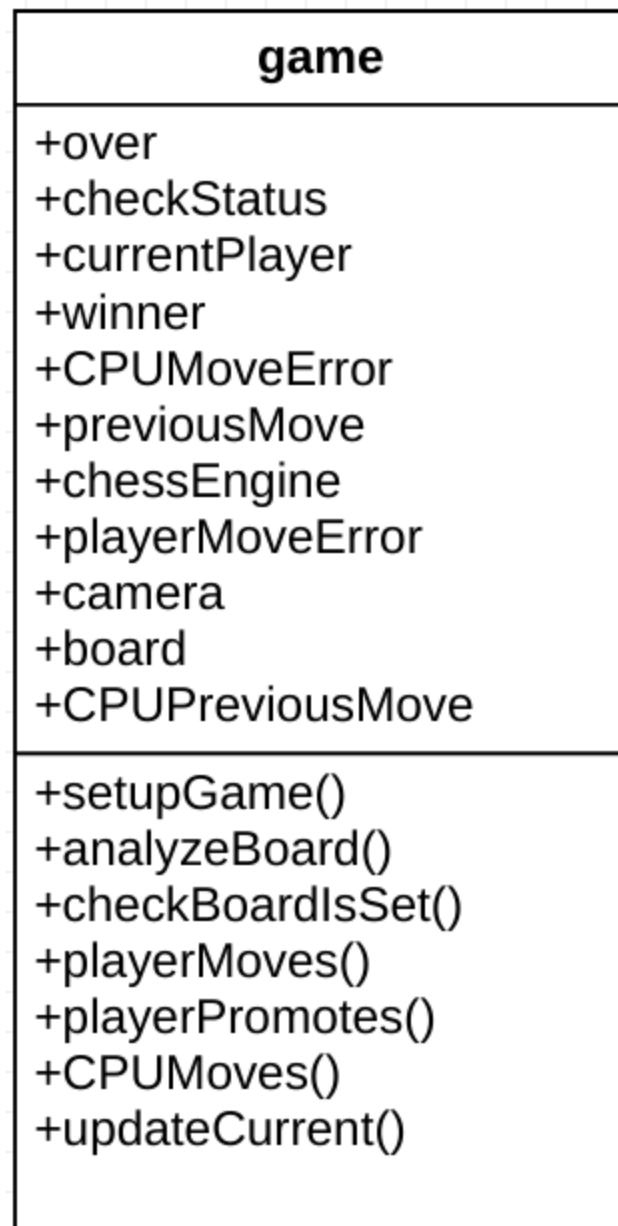 game
+over
+checkStatus
+currentPlayer
+winner
+CPUMoveError
+previousMove
+chessEngine
+playerMoveError
+camera
+board
+CPUPreviousMove
+setupGame()
+analyzeBoard()
+checkBoardIsSet()
+playerMoves()
+playerPromotes()
+CPUMoves()
+updateCurrent()